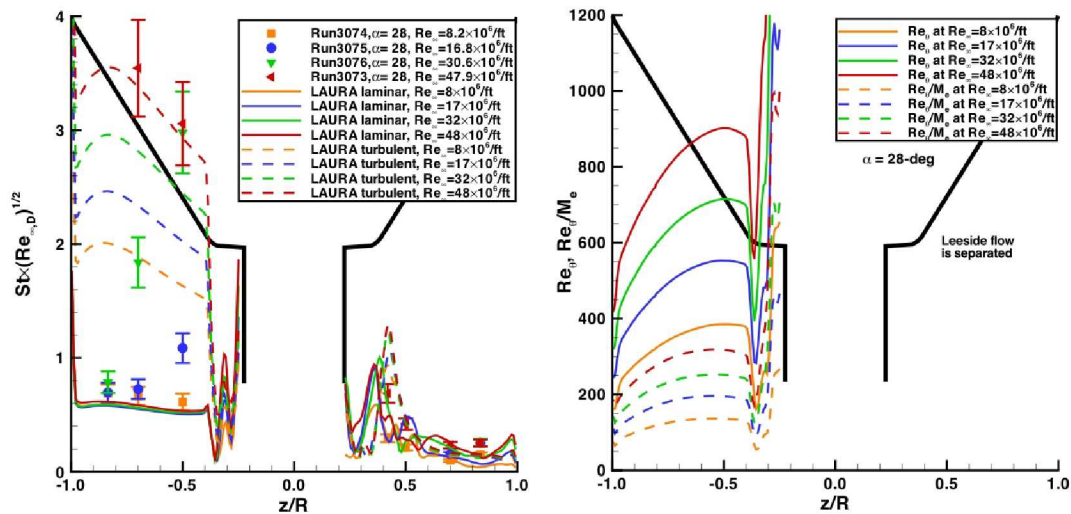 Run3074,α= 28, Re∞=8.2×10⁶/ft
Run3075,α= 28, Re∞=16.8×10⁶/ft
Run3076,α= 28, Re∞=30.6×10⁶/ft
Run3073,α= 28, Re∞=47.9×10⁶/ft
LAURA laminar, Re∞=8×10⁶/ft
LAURA laminar, Re∞=17×10⁶/ft
LAURA laminar, Re∞=32×10⁶/ft
LAURA laminar, Re∞=48×10⁶/ft
LAURA turbulent, Re∞=8×10⁶/ft
LAURA turbulent, Re∞=17×10⁶/ft
LAURA turbulent, Re∞=32×10⁶/ft
LAURA turbulent, Re∞=48×10⁶/ft
4
3
2
1
0
St×(Re∞,D)¹/²
-1.0
-0.5
0.0
0.5
1.0
z/R
Reθ at Re∞=8×10⁶/ft
Reθ at Re∞=17×10⁶/ft
Reθ at Re∞=32×10⁶/ft
Reθ at Re∞=48×10⁶/ft
Reθ/Me at Re∞=8×10⁶/ft
Reθ/Me at Re∞=17×10⁶/ft
Reθ/Me at Re∞=32×10⁶/ft
Reθ/Me at Re∞=48×10⁶/ft
α = 28-deg
Leeside flow
is separated
1200
1000
800
600
400
200
0
Reθ, Reθ/Me
-1.0
-0.5
0.0
0.5
1.0
z/R